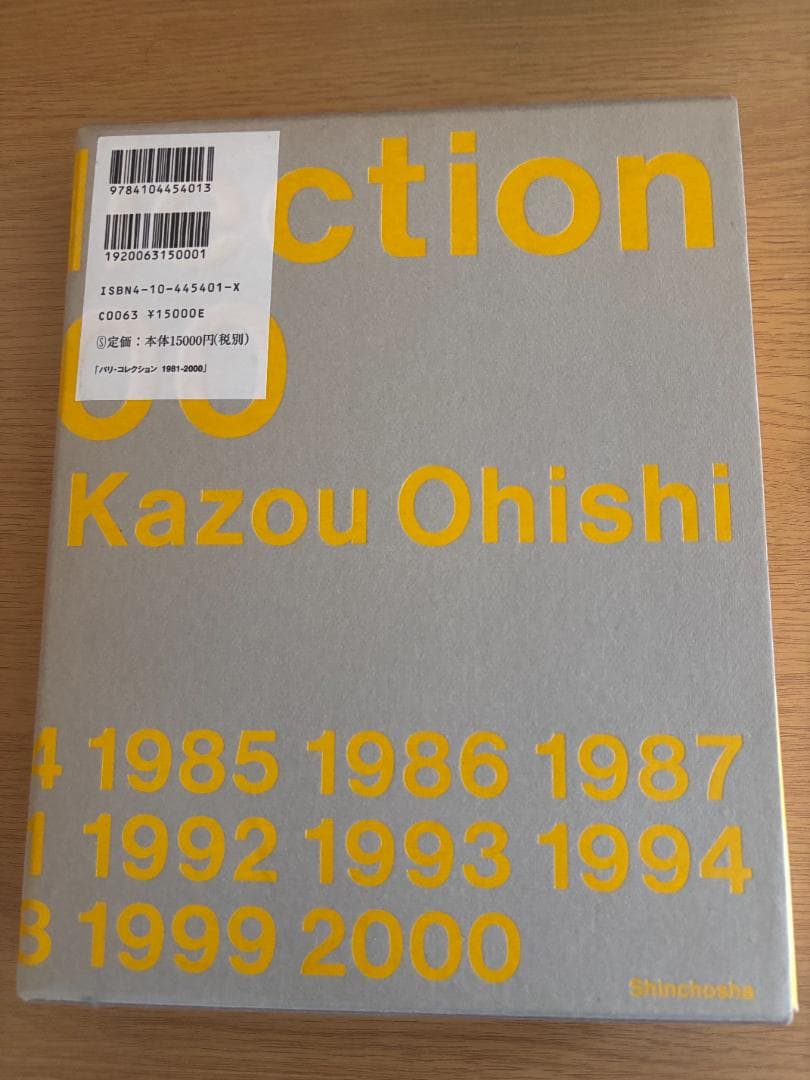 9784104454013
1920063150001
ISBN4-10-445401-X
C0063 ¥15000E
Ⓢ定価：本体15000円(税別)
「パリ・コレクション 1981-2000」
ction
00
Kazou Ohishi
4 1985 1986 1987
1 1992 1993 1994
8 1999 2000
Shinchosha